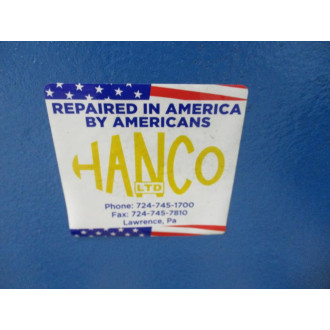 REPAIRED IN AMERICA
BY AMERICANS
HANCO
LTD
Phone: 724-745-1700
Fax: 724-745-7810
Lawrence, Pa